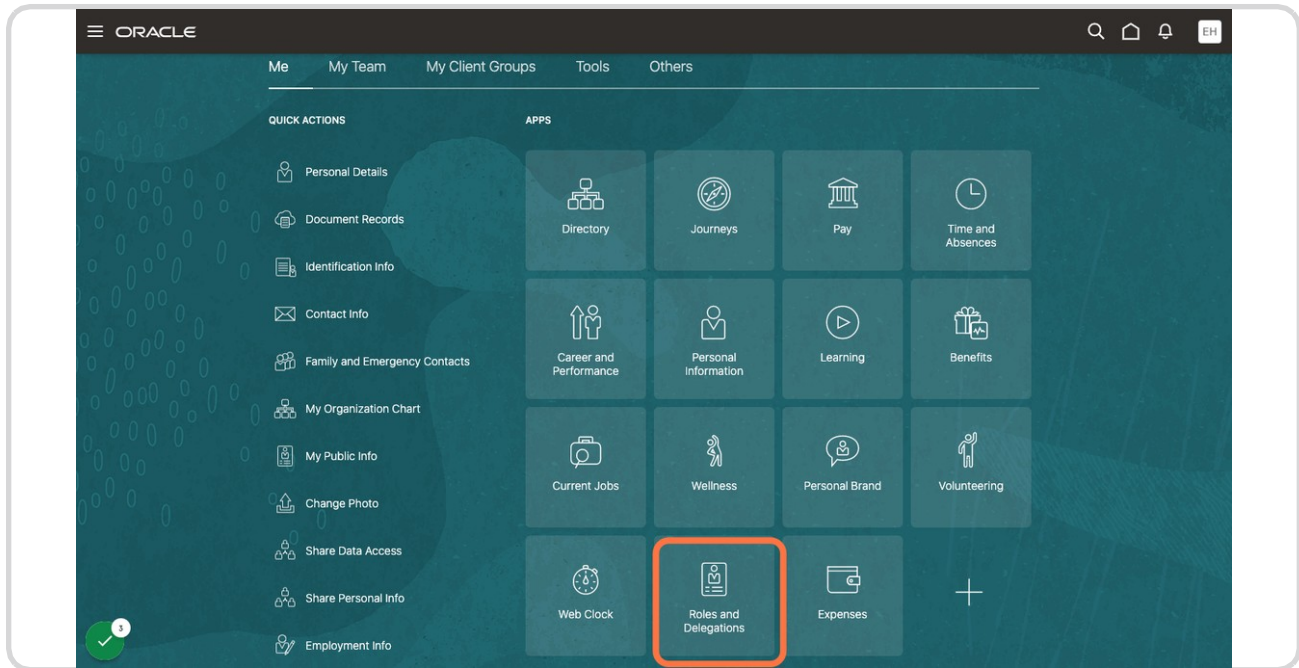 ORACLE
EH
Me My Team My Client Groups Tools Others
QUICK ACTIONS
APPS
Personal Details
Document Records
Identification Info
Contact Info
Family and Emergency Contacts
My Organization Chart
My Public Info
Change Photo
Share Data Access
Share Personal Info
Employment Info
Directory
Journeys
Pay
Time and
Absences
Career and
Performance
Personal
Information
Learning
Benefits
Current Jobs
Wellness
Personal Brand
Volunteering
Web Clock
Roles and
Delegations
Expenses
3